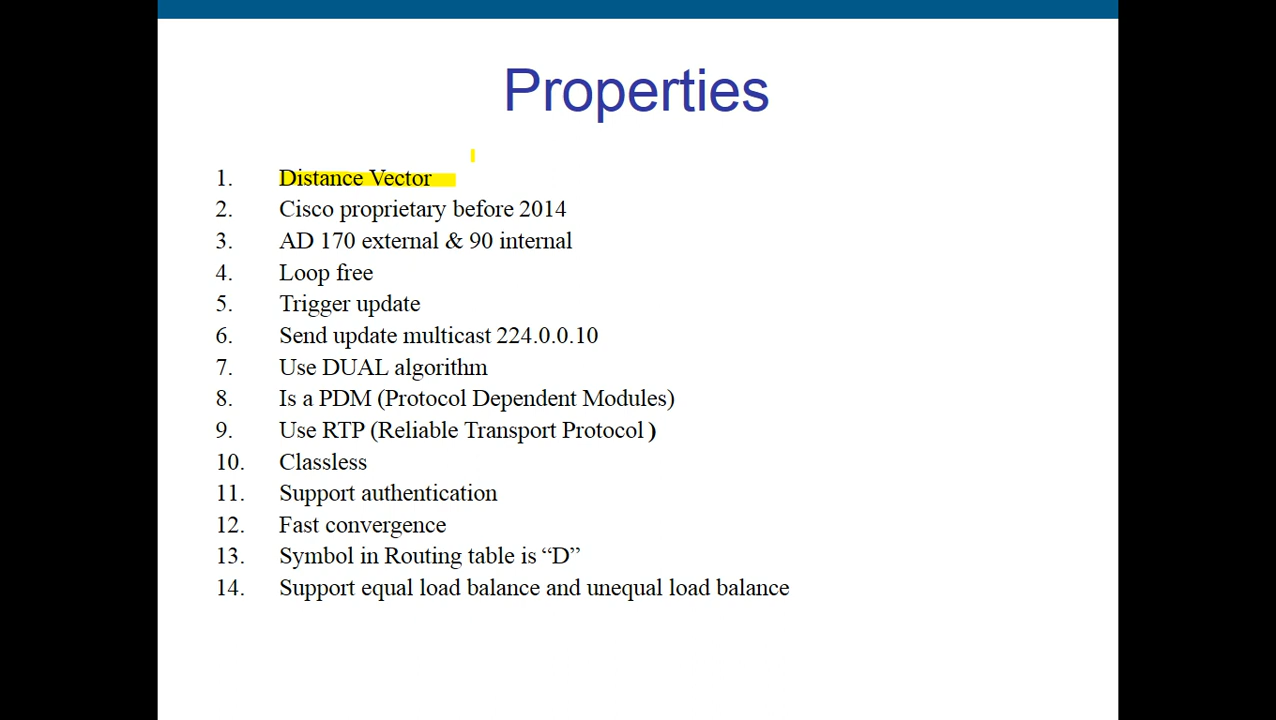 Properties
1. Distance Vector
2. Cisco proprietary before 2014
3. AD 170 external & 90 internal
4. Loop free
5. Trigger update
6. Send update multicast 224.0.0.10
7. Use DUAL algorithm
8. Is a PDM (Protocol Dependent Modules)
9. Use RTP (Reliable Transport Protocol )
10. Classless
11. Support authentication
12. Fast convergence
13. Symbol in Routing table is “D”
14. Support equal load balance and unequal load balance